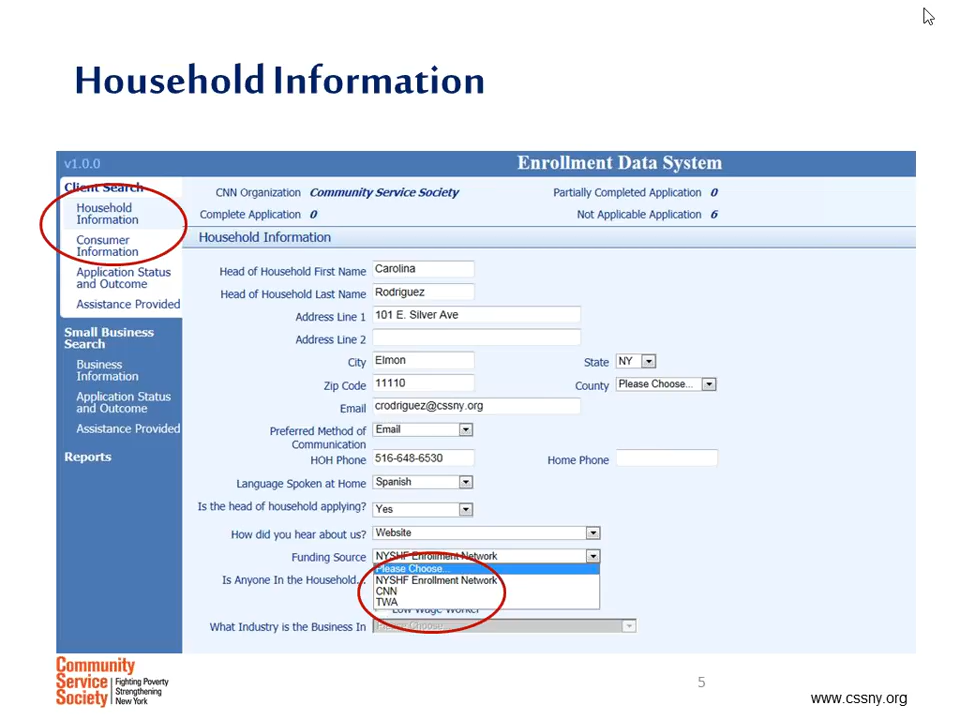 Household Information
v1.0.0
Enrollment Data System
Client Search
Household
Information
Consumer
Information
Application Status
and Outcome
Assistance Provided
Small Business
Search
Business
Information
Application Status
and Outcome
Assistance Provided
Reports
CNN Organization Community Service Society Partially Completed Application 0
Complete Application 0 Not Applicable Application 6
Household Information
Head of Household First Name Carolina
Head of Household Last Name Rodriguez
Address Line 1 101 E. Silver Ave
Address Line 2
City Elmon State NY
Zip Code 11110 County Please Choose...
Email crodriguez@cssny.org
Preferred Method of Email
Communication
HOH Phone 516-648-6530 Home Phone
Language Spoken at Home Spanish
Is the head of household applying? Yes
How did you hear about us? Website
Funding Source NYSHF Enrollment Network
Please Choose...
Is Anyone In the Household... NYSHF Enrollment Network
CNN
TWA
Low Wage Worker
What Industry is the Business In Please Choose...
Community
Service
Society
Fighting Poverty
Strengthening
New York
5
www.cssny.org